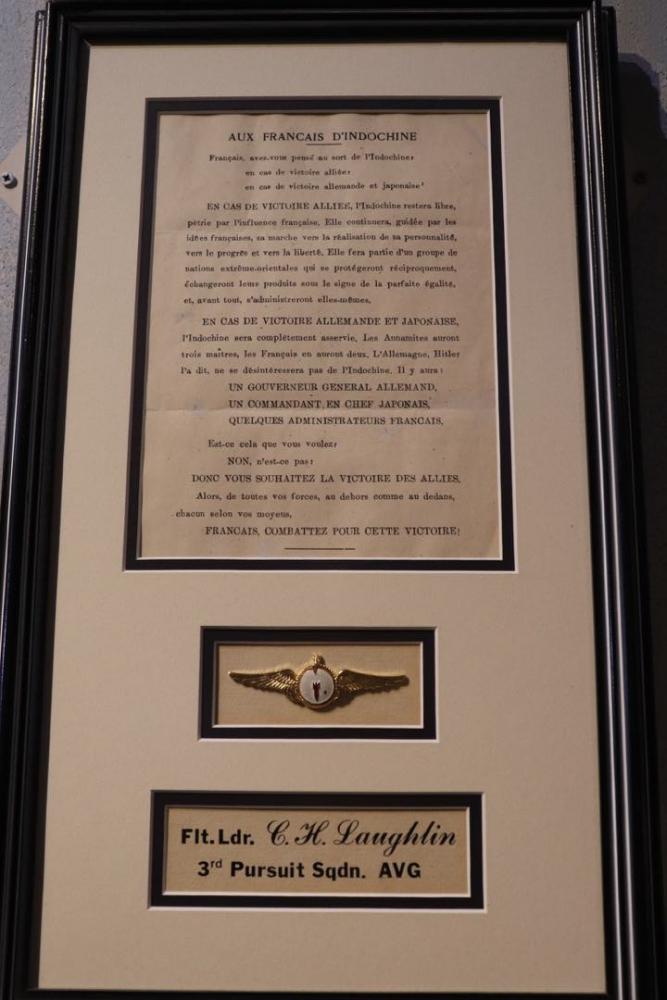 AUX FRANCAIS D'INDOCHINE
Français, avez-vous pensé au sort de l'Indochine:
en cas de victoire alliée:
en cas de victoire allemande et japonaise?
EN CAS DE VICTOIRE ALLIEE, l'Indochine restera libre,
pétrie par l'influence française. Elle continuera, guidée par les
idées françaises, sa marche vers la réalisation de sa personnalité,
vers le progrès et vers la liberté. Elle fera partie d'un groupe de
nations extrême-orientales qui se protégeront réciproquement,
échangeront leurs produits sous le signe de la parfaite égalité,
et, avant tout, s'administreront elles-mêmes.
EN CAS DE VICTOIRE ALLEMANDE ET JAPONAISE,
l'Indochine sera complètement asservie. Les Annamites auront
trois maîtres, les Français en auront deux. L'Allemagne, Hitler
l'a dit, ne se désintéressera pas de l'Indochine. Il y aura:
UN GOUVERNEUR GENERAL ALLEMAND,
UN COMMANDANT EN CHEF JAPONAIS,
QUELQUES ADMINISTRATEURS FRANCAIS.
Est-ce cela que vous voulez?
NON, n'est-ce pas?
DONC VOUS SOUHAITEZ LA VICTOIRE DES ALLIES.
Alors, de toutes vos forces, au dehors comme au dedans,
chacun selon vos moyens,
FRANCAIS, COMBATTEZ POUR CETTE VICTOIRE!
Flt. Ldr. C. H. Laughlin
3rd Pursuit Sqdn. AVG